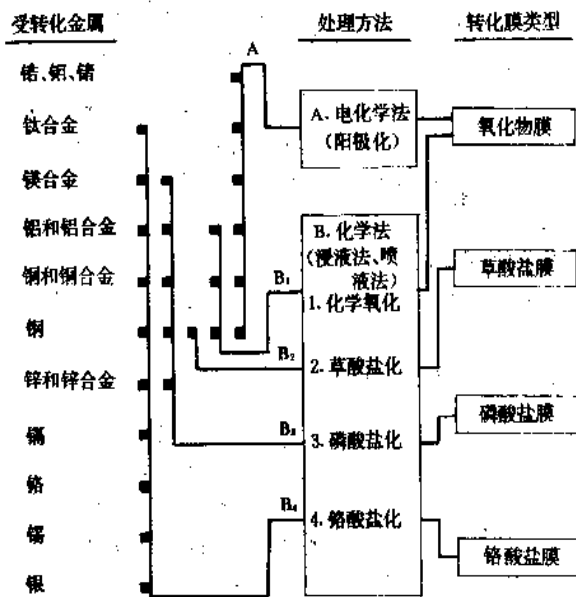 受转化金属
锆、钽、锗
钛合金
镁合金
铝和铝合金
铜和铜合金
钢
锌和锌合金
镉
铬
锡
银
A
B₁
B₂
B₃
B₄
处理方法
A. 电化学法
（阳极化）
B. 化学法
（浸液法、喷
液法）
1. 化学氧化
2. 草酸盐化
3. 磷酸盐化
4. 铬酸盐化
转化膜类型
氧化物膜
草酸盐膜
磷酸盐膜
铬酸盐膜